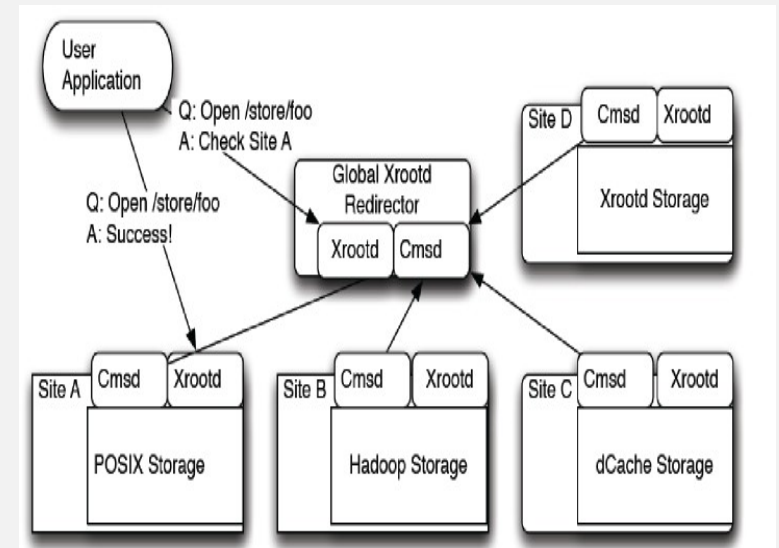 User
Application
Q: Open /store/foo
A: Check Site A
Q: Open /store/foo
A: Success!
Global Xrootd
Redirector
Xrootd
Cmsd
Site D
Cmsd
Xrootd
Xrootd Storage
Site A
Cmsd
Xrootd
POSIX Storage
Site B
Cmsd
Xrootd
Hadoop Storage
Site C
Cmsd
Xrootd
dCache Storage